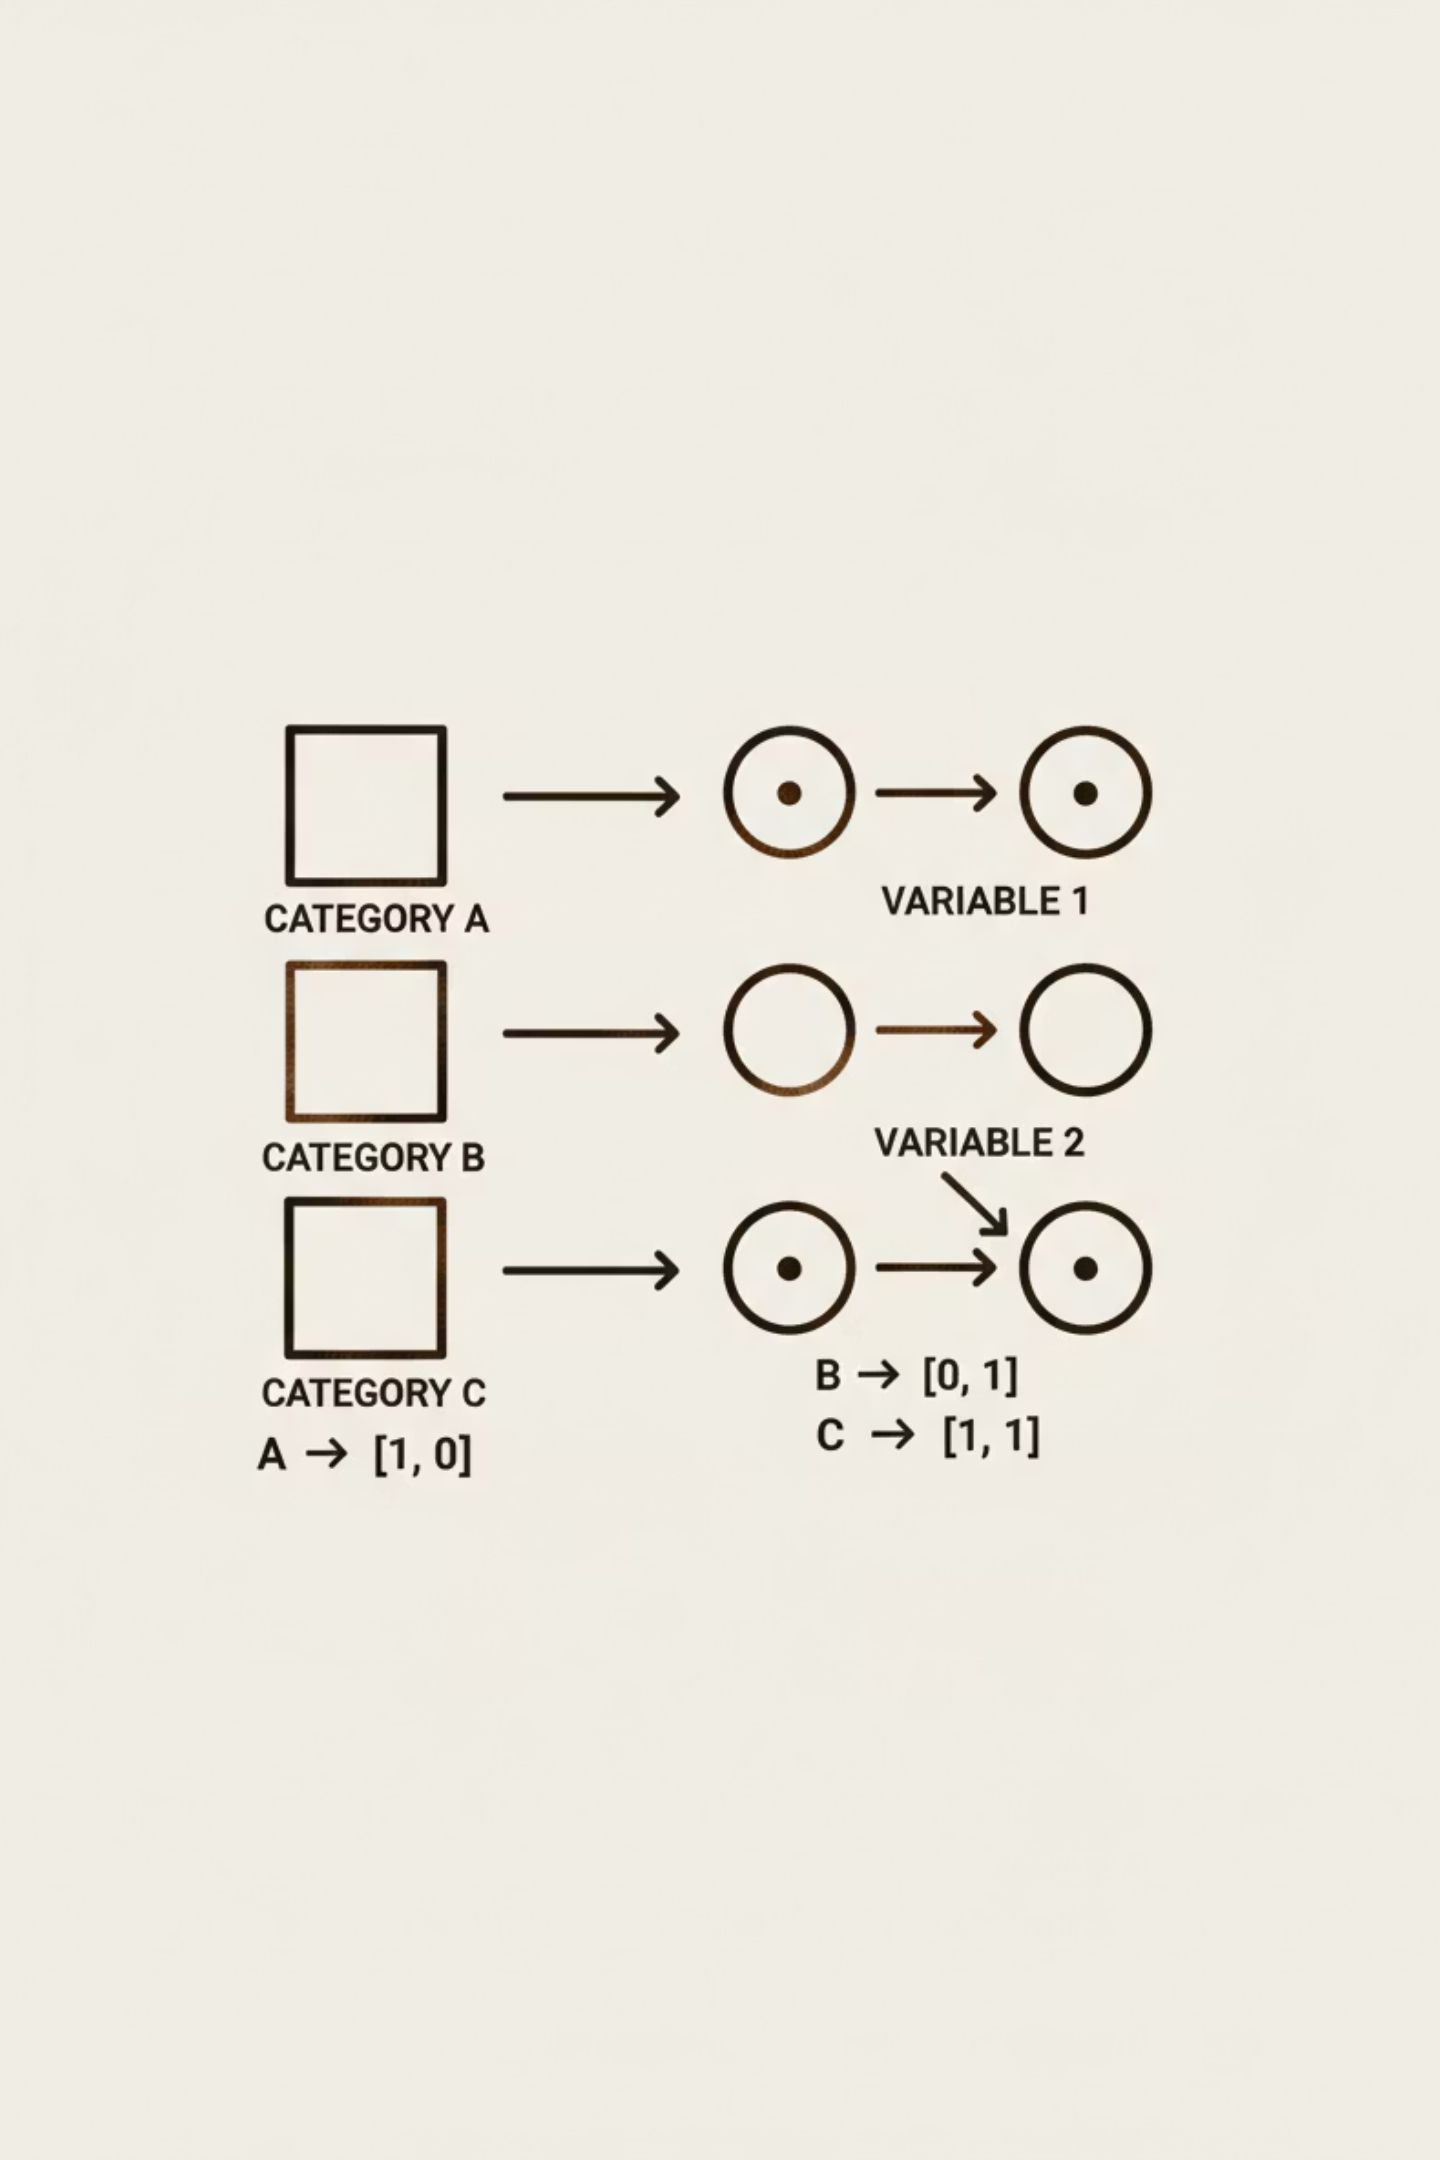 CATEGORY A
VARIABLE 1
CATEGORY B
VARIABLE 2
CATEGORY C
A → [1, 0]
B → [0, 1]
C → [1, 1]